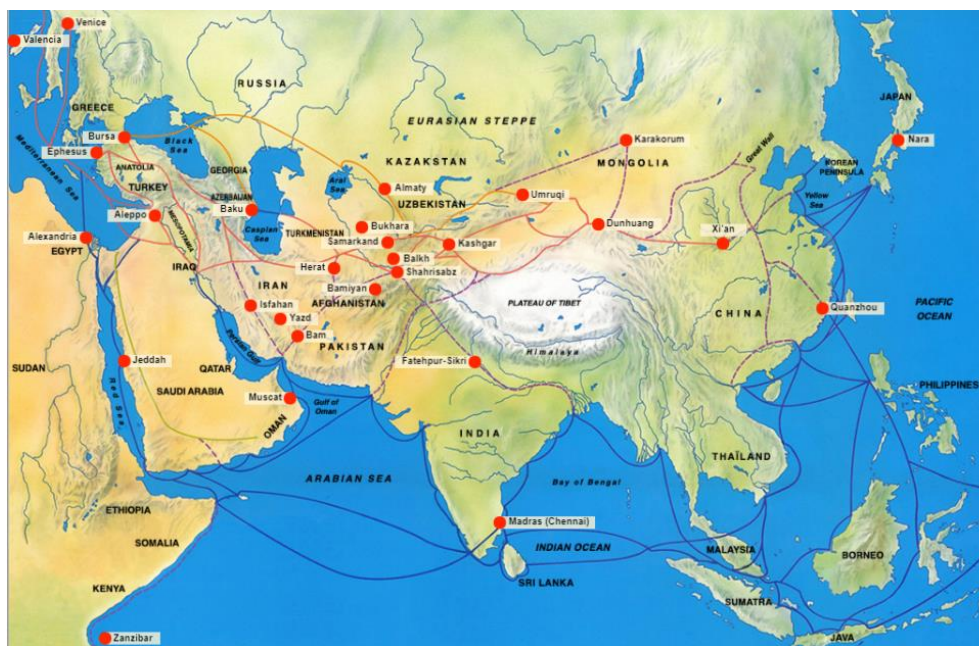 Venice
Valencia
RUSSIA
JAPAN
GREECE
EURASIAN STEPPE
Bursa
Black Sea
Karakorum
Nara
Ephesus
ANATOLIA
GEORGIA
KAZAKSTAN
MONGOLIA
Great Wall
KOREAN PENINSULA
Mediterranean Sea
TURKEY
Aral Sea
Almaty
Umruqi
Yellow Sea
AZERBAIJAN
UZBEKISTAN
Baku
Aleppo
MESOPOTAMIA
Caspian Sea
TURKMENISTAN
Bukhara
Dunhuang
Xi'an
Alexandria
EGYPT
Samarkand
Kashgar
Balkh
IRAQ
Herat
Shahrisabz
IRAN
Bamiyan
AFGHANISTAN
PLATEAU OF TIBET
Isfahan
Yazd
CHINA
Quanzhou
PACIFIC OCEAN
Bam
PAKISTAN
Himalaya
Persian Gulf
Jeddah
Fatehpur-Sikri
SUDAN
QATAR
Red Sea
SAUDI ARABIA
Muscat
Gulf of Oman
PHILIPPINES
OMAN
INDIA
THAÏLAND
ARABIAN SEA
Bay of Bengal
ETHIOPIA
Madras (Chennai)
SOMALIA
INDIAN OCEAN
MALAYSIA
BORNEO
SRI LANKA
KENYA
SUMATRA
Zanzibar
JAVA